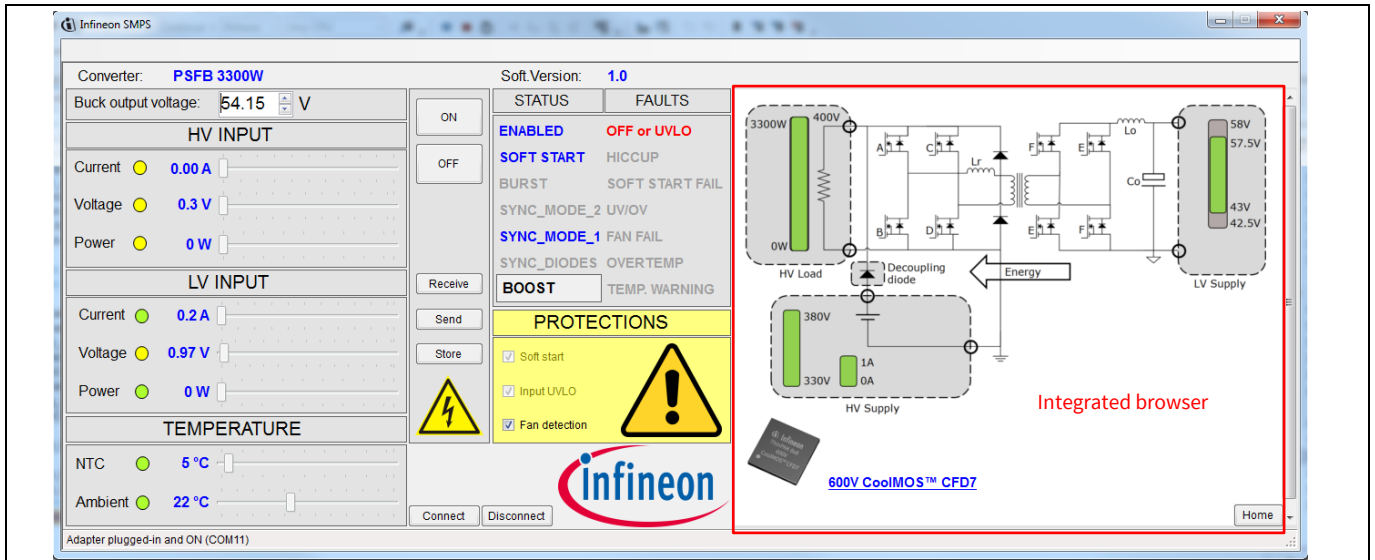 Infineon SMPS
Converter: PSFB 3300W Soft.Version: 1.0
Buck output voltage: 54.15 V
HV INPUT
Current 0.00 A
Voltage 0.3 V
Power 0 W
LV INPUT
Current 0.2 A
Voltage 0.97 V
Power 0 W
TEMPERATURE
NTC 5 °C
Ambient 22 °C
ON
OFF
Receive
Send
Store
Connect Disconnect
STATUS FAULTS
ENABLED OFF or UVLO
SOFT START HICCUP
BURST SOFT START FAIL
SYNC_MODE_2 UV/OV
SYNC_MODE_1 FAN FAIL
SYNC_DIODES OVERTEMP
BOOST TEMP. WARNING
PROTECTIONS
Soft start
Input UVLO
Fan detection
infineon
3300W 400V
0W
HV Load
A C
B D
Lr
F E
E F
Lo
Co
58V
57.5V
43V
42.5V
LV Supply
Decoupling
diode
Energy
380V
330V
1A
0A
HV Supply
Integrated browser
Infineon
ThinPAK 8x8
600V
CoolMOS™ CFD7
600V CoolMOS™ CFD7
Home
Adapter plugged-in and ON (COM11)